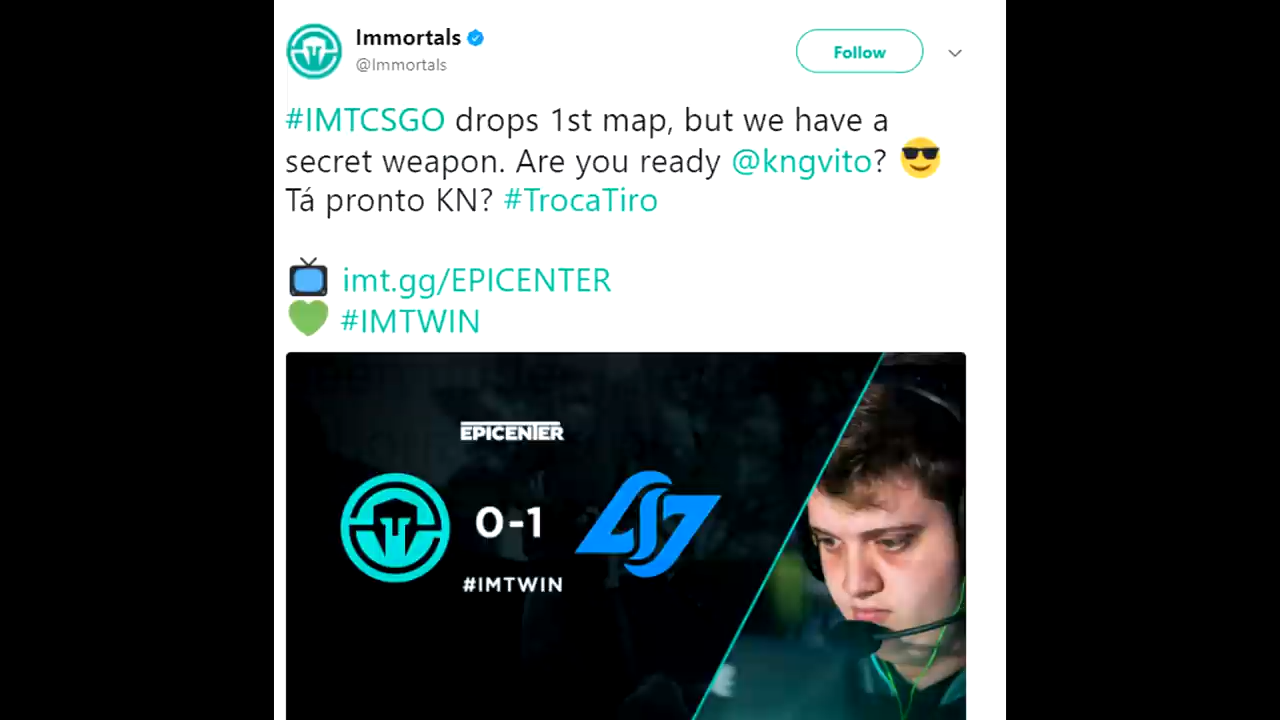 Immortals
@Immortals
Follow
#IMTCSGO drops 1st map, but we have a
secret weapon. Are you ready @kngvito? 😎
Tá pronto KN? #TrocaTiro
📺 imt.gg/EPICENTER
💚 #IMTWIN
EPICENTER
0-1
#IMTWIN